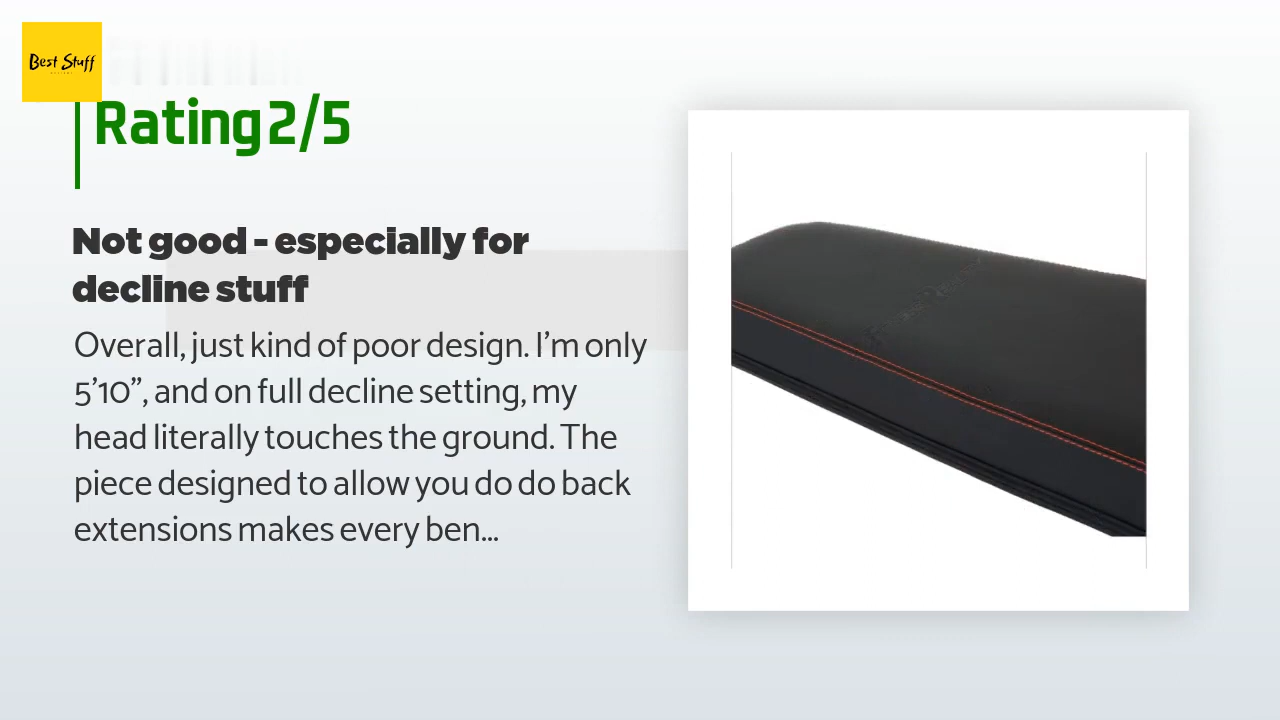 Best Stuff
Rating 2/5
Not good - especially for
decline stuff
Overall, just kind of poor design. I'm only
5'10", and on full decline setting, my
head literally touches the ground. The
piece designed to allow you do do back
extensions makes every ben...